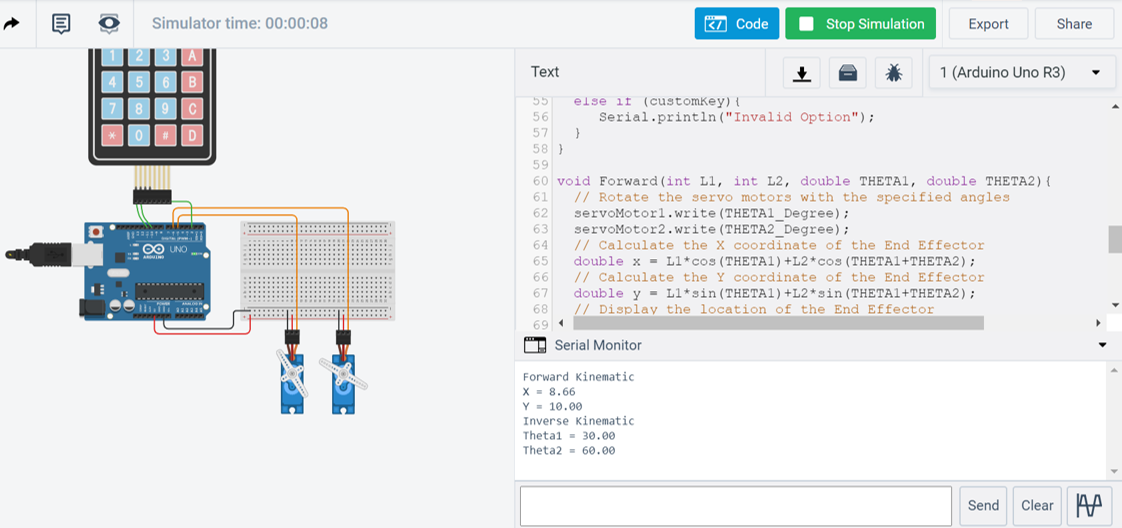 Simulator time: 00:00:08
Code
Stop Simulation
Export
Share
1 2 3 A
4 5 6 B
7 8 9 C
* 0 # D
UNO
ARDUINO
Text
1 (Arduino Uno R3)
55 else if (customKey){
56 Serial.println("Invalid Option");
57 }
58 }
59
60 void Forward(int L1, int L2, double THETA1, double THETA2){
61 // Rotate the servo motors with the specified angles
62 servoMotor1.write(THETA1_Degree);
63 servoMotor2.write(THETA2_Degree);
64 // Calculate the X coordinate of the End Effector
65 double x = L1*cos(THETA1)+L2*cos(THETA1+THETA2);
66 // Calculate the Y coordinate of the End Effector
67 double y = L1*sin(THETA1)+L2*sin(THETA1+THETA2);
68 // Display the location of the End Effector
69
Serial Monitor
Forward Kinematic
X = 8.66
Y = 10.00
Inverse Kinematic
Theta1 = 30.00
Theta2 = 60.00
Send
Clear